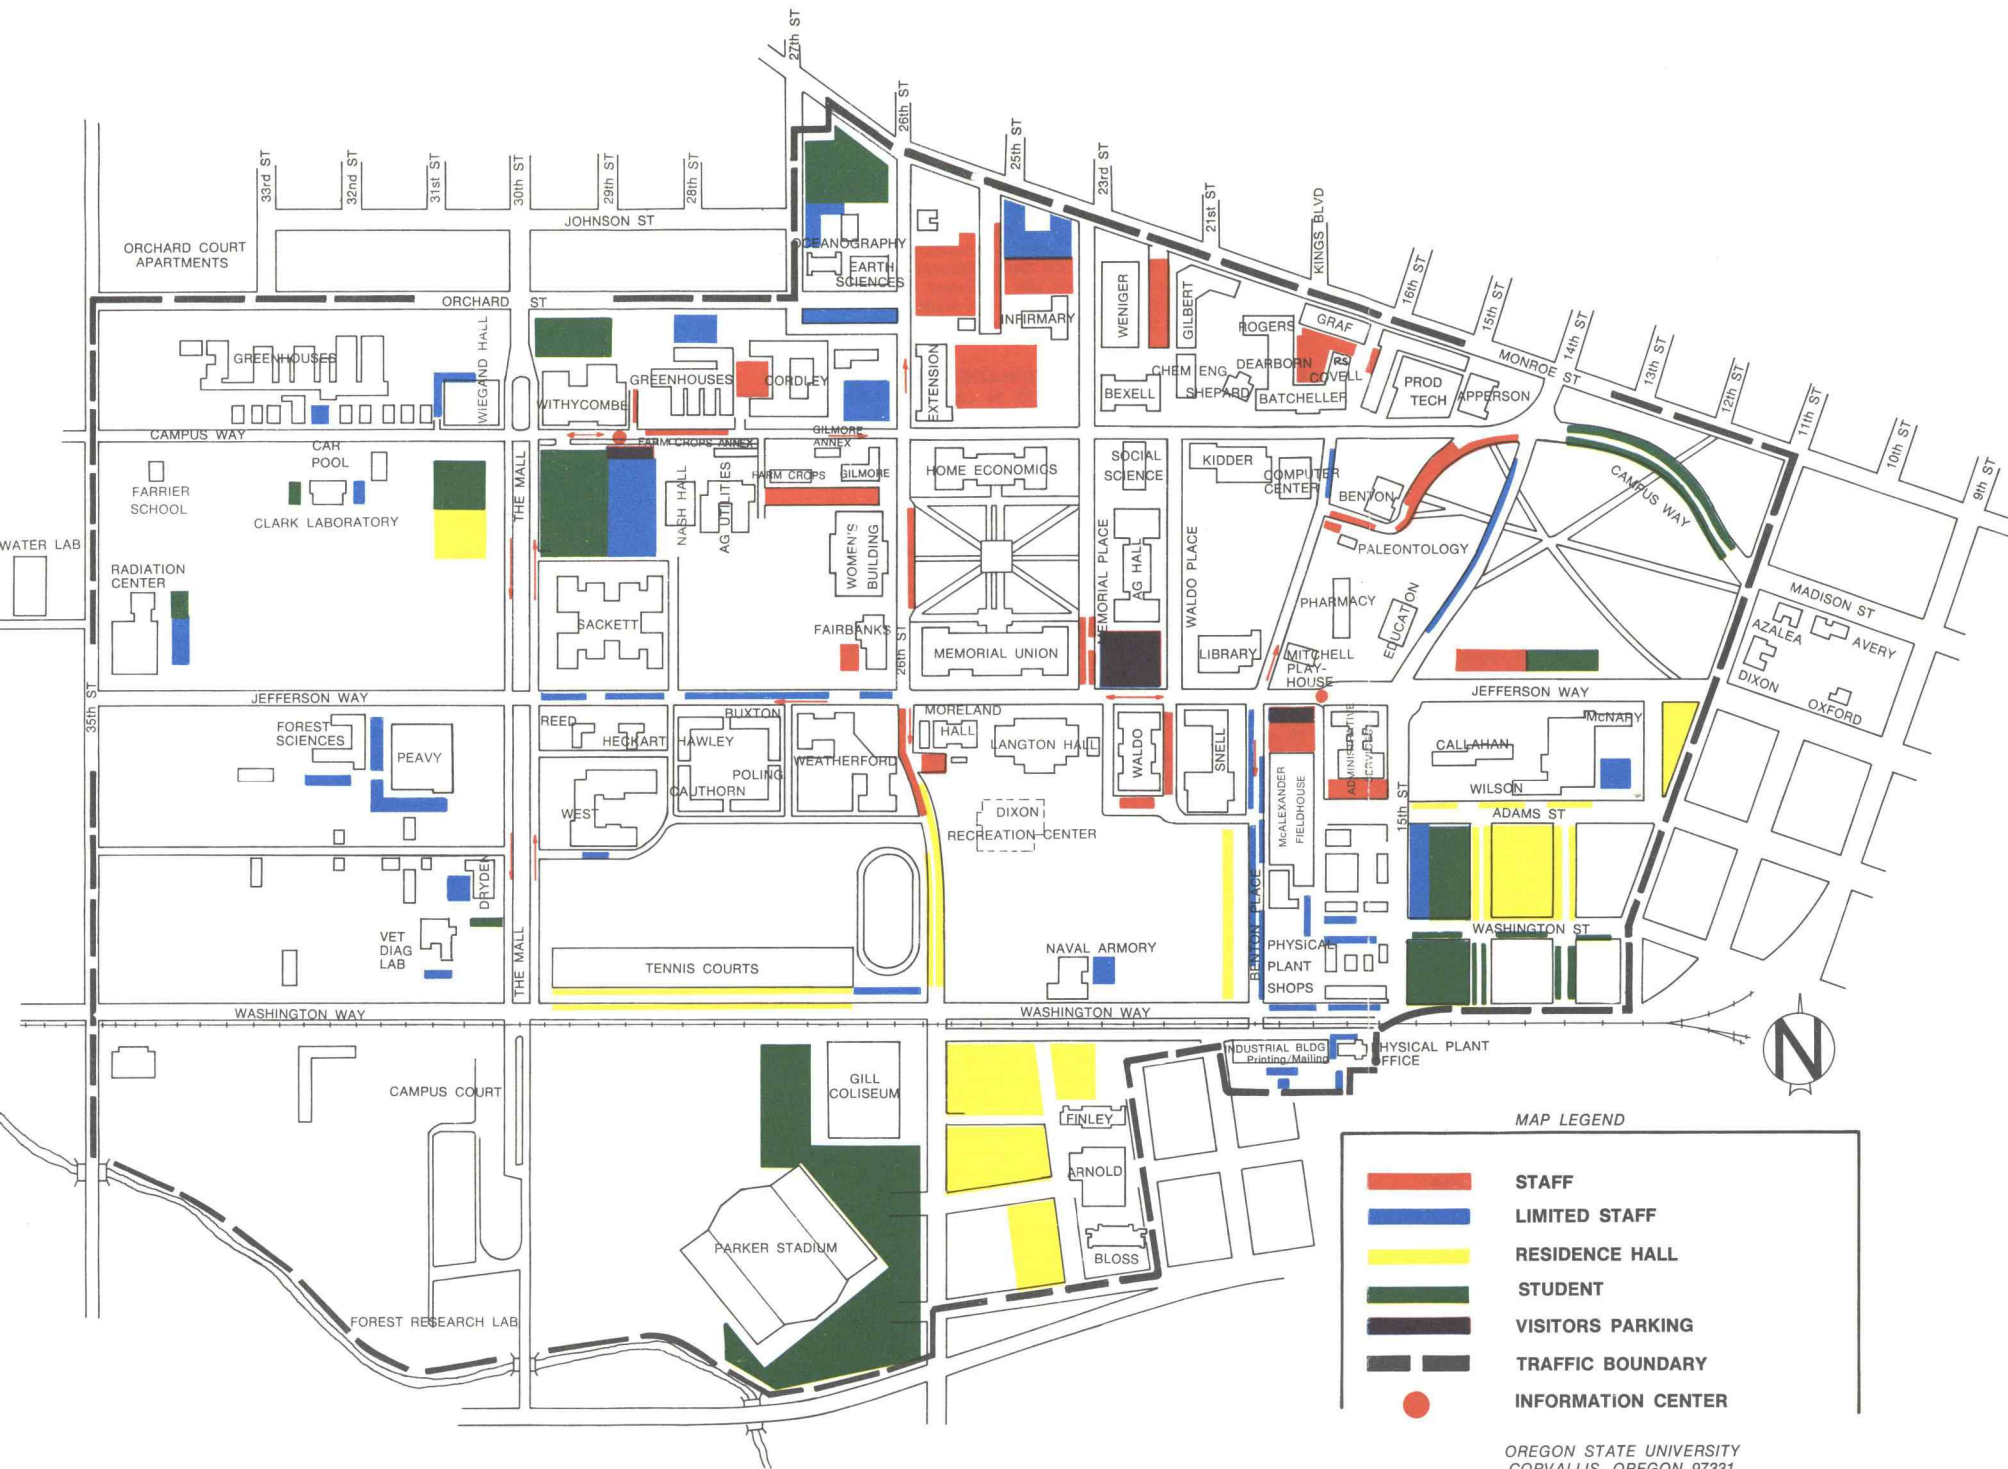 27th ST
26th ST
25th ST
23rd ST
21st ST
KINGS BLVD
16th ST
15th ST
14th ST
13th ST
12th ST
11th ST
10th ST
9th ST
33rd ST
32nd ST
31st ST
30th ST
29th ST
28th ST
JOHNSON ST
ORCHARD COURT
APARTMENTS
OCEANOGRAPHY
EARTH
SCIENCES
ORCHARD ST
INFIRMARY
WENIGER
GILBERT
ROGERS
GRAF
MONROE ST
GREENHOUSES
WIEGAND HALL
WITHYCOMBE
GREENHOUSES
CORDLEY
EXTENSION
BEXELL
CHEM ENG
SHEPARD
DEARBORN
RS
COVELL
BATCHELLER
PROD
TECH
APPERSON
CAMPUS WAY
CAR
POOL
FARM CROPS ANNEX
GILMORE
ANNEX
FARRIER
SCHOOL
CLARK LABORATORY
THE MALL
NASH HALL
AG UTILITIES
FARM CROPS
GILMORE
HOME ECONOMICS
SOCIAL
SCIENCE
KIDDER
COMPUTER
CENTER
BENTON
CAMPUS WAY
WATER LAB
RADIATION
CENTER
WOMEN'S
BUILDING
MEMORIAL PLACE
AG HALL
WALDO PLACE
PALEONTOLOGY
PHARMACY
EDUCATION
MADISON ST
AZALEA
AVERY
DIXON
OXFORD
SACKETT
FAIRBANKS
26th ST
MEMORIAL UNION
LIBRARY
MITCHELL
PLAY-
HOUSE
35th ST
JEFFERSON WAY
JEFFERSON WAY
FOREST
SCIENCES
PEAVY
REED
HECKART
BUXTON
HAWLEY
POLING
CAUTHORN
WEATHERFORD
WEST
MORELAND
HALL
LANGTON HALL
WALDO
SNELL
McALEXANDER
FIELDHOUSE
ADMINISTRATIVE
SERVICES
15th ST
CALLAHAN
McNARY
WILSON
ADAMS ST
DIXON
RECREATION CENTER
DRYDEN
VET
DIAG
LAB
THE MALL
TENNIS COURTS
NAVAL ARMORY
BENTON PLACE
PHYSICAL
PLANT
SHOPS
WASHINGTON ST
WASHINGTON WAY
WASHINGTON WAY
INDUSTRIAL BLDG
Printing/Mailing
PHYSICAL PLANT
OFFICE
N
CAMPUS COURT
GILL
COLISEUM
FINLEY
ARNOLD
BLOSS
PARKER STADIUM
FOREST RESEARCH LAB
MAP LEGEND
STAFF
LIMITED STAFF
RESIDENCE HALL
STUDENT
VISITORS PARKING
TRAFFIC BOUNDARY
INFORMATION CENTER
OREGON STATE UNIVERSITY
CORVALLIS, OREGON 97331